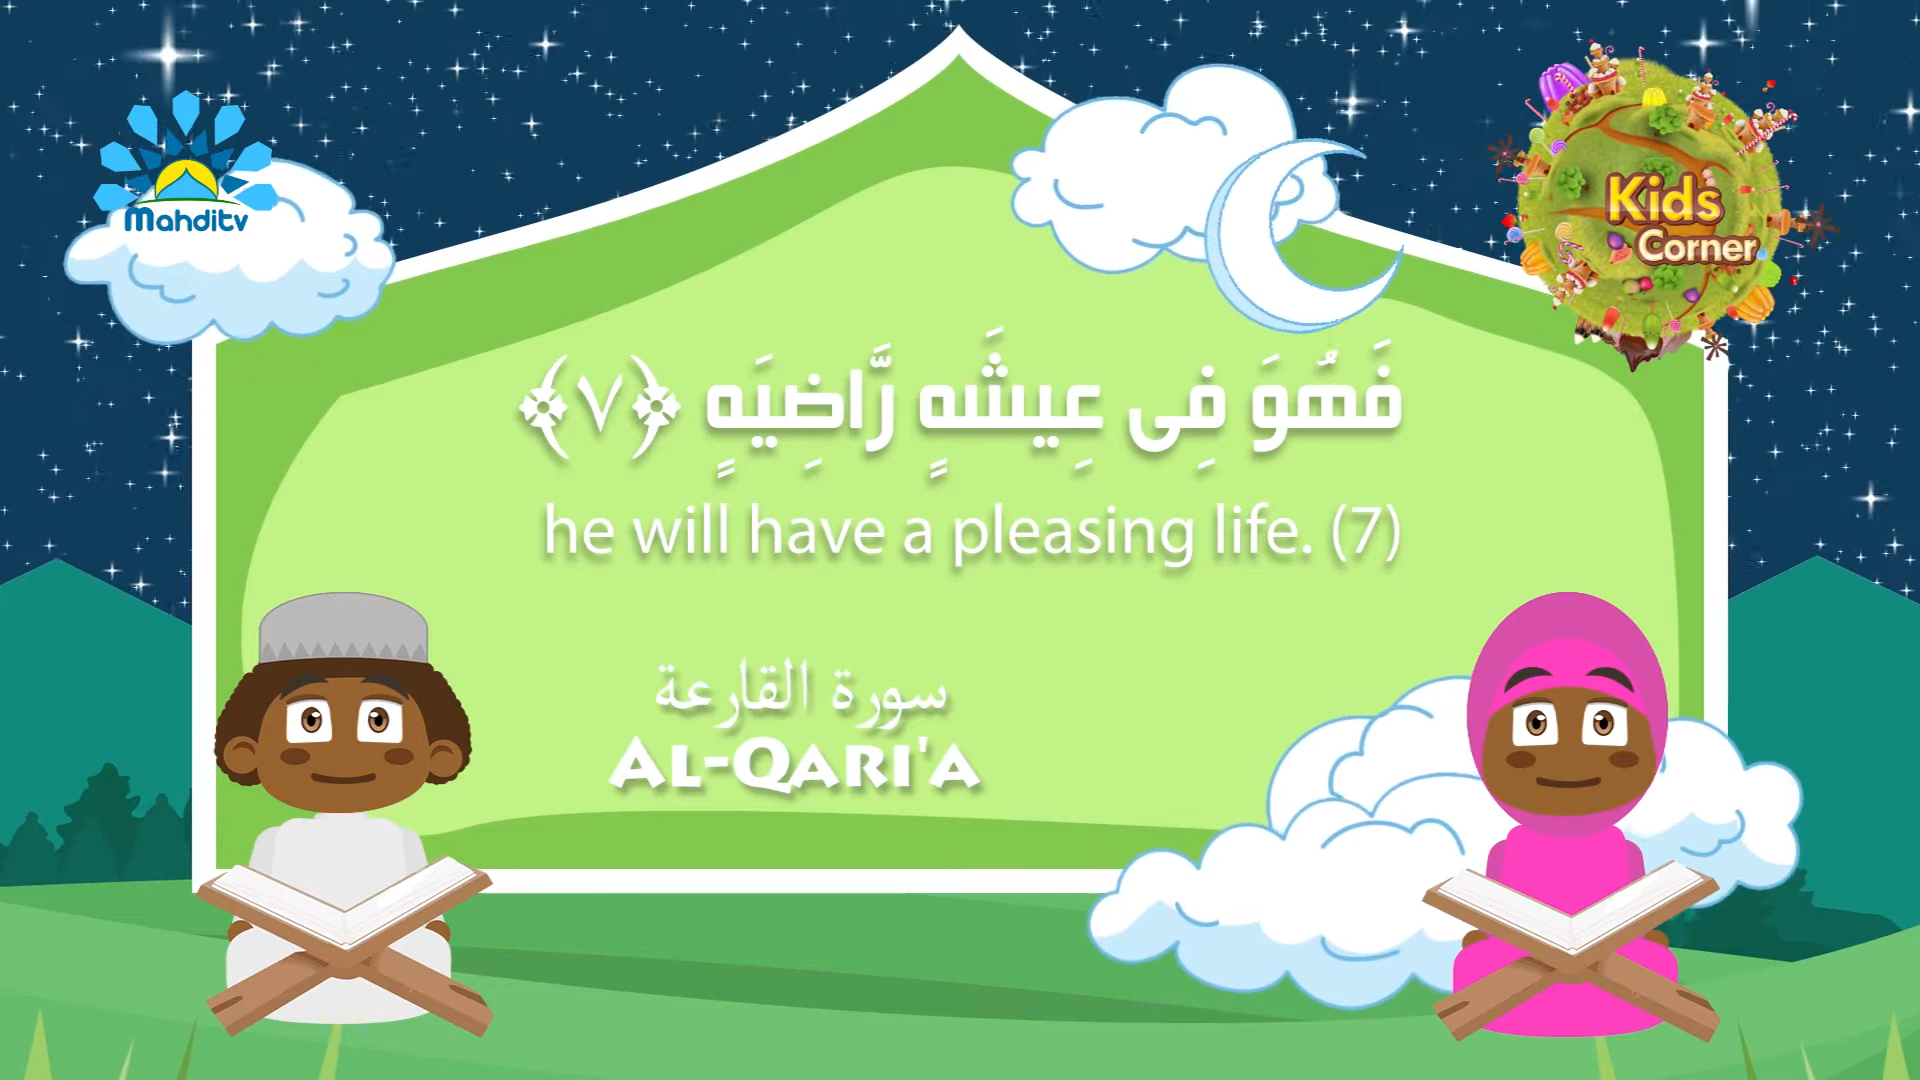 Mahditv
Kids
Corner
فَهُوَ فِى عِيشَهٍ رَّاضِيَهٍ ﴿٧﴾
he will have a pleasing life. (7)
سورة القارعة
AL-QARI'A